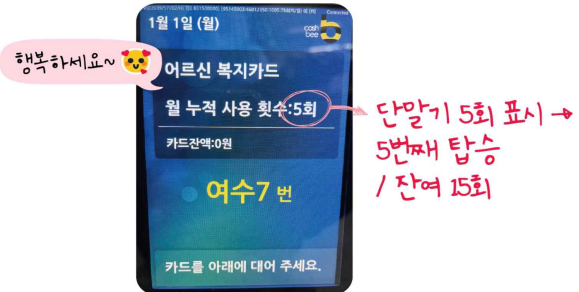 1월 1일 (월)
cash
bee
행복하세요~
어르신 복지카드
월 누적 사용 횟수:5회
카드잔액:0원
여수7 번
카드를 아래에 대어 주세요.
단말기 5회 표시 →
5번째 탑승
/ 잔여 15회